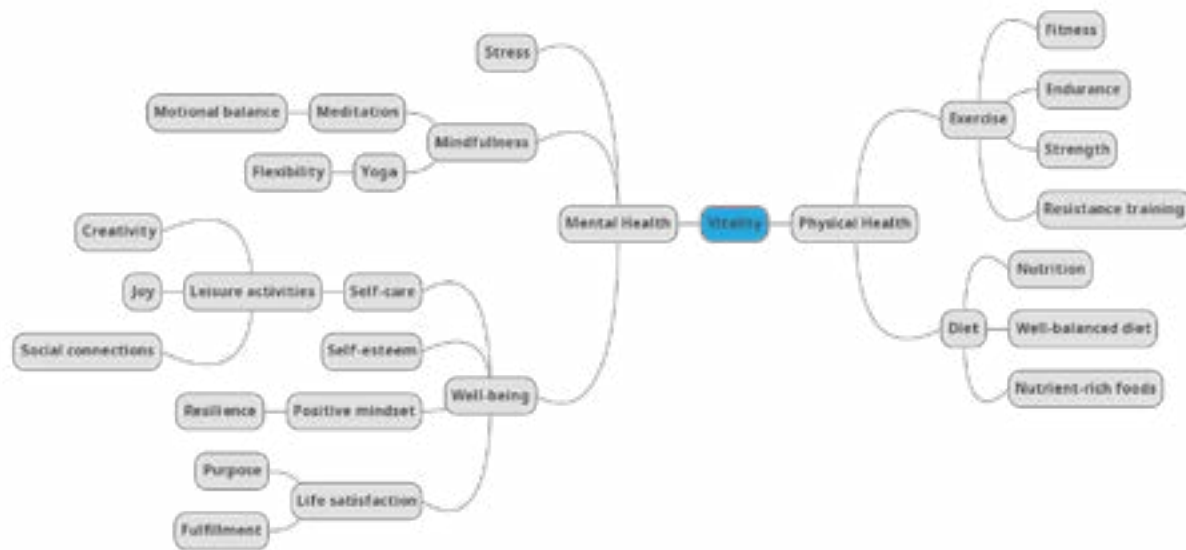 Stress
Motional balance
Meditation
Mindfullness
Flexibility
Yoga
Creativity
Joy
Leisure activities
Self-care
Social connections
Self-esteem
Well-being
Resilience
Positive mindset
Purpose
Life satisfaction
Fulfillment
Mental Health
Vitality
Physical Health
Fitness
Endurance
Exercise
Strength
Resistance training
Nutrition
Diet
Well-balanced diet
Nutrient-rich foods